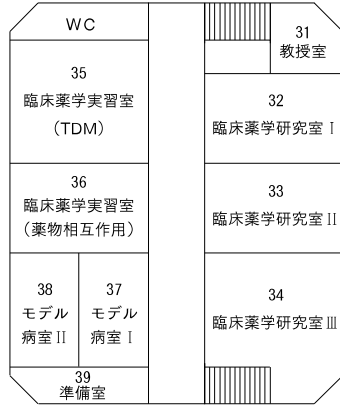 WC
35
臨床薬学実習室
(TDM)
36
臨床薬学実習室
(薬物相互作用)
38
モデル
病室Ⅱ
37
モデル
病室Ⅰ
39
準備室
31
教授室
32
臨床薬学研究室Ⅰ
33
臨床薬学研究室Ⅱ
34
臨床薬学研究室Ⅲ